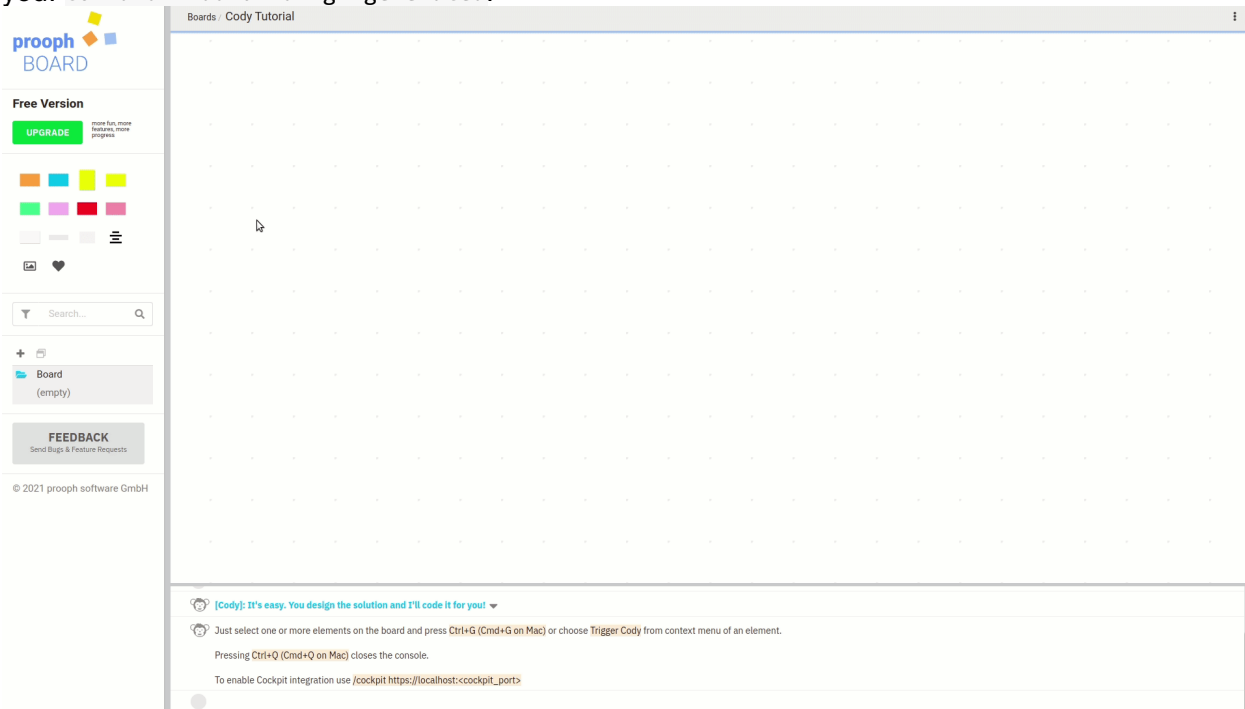 Boards / Cody Tutorial
prooph
BOARD
Free Version
UPGRADE
more fun, more
features, more
progress
Search...
Board
(empty)
FEEDBACK
Send Bugs & Feature Requests
© 2021 prooph software GmbH
[Cody]: It's easy. You design the solution and I'll code it for you!
Just select one or more elements on the board and press Ctrl+G (Cmd+G on Mac) or choose Trigger Cody from context menu of an element.
Pressing Ctrl+Q (Cmd+Q on Mac) closes the console.
To enable Cockpit integration use /cockpit https://localhost:<cockpit_port>